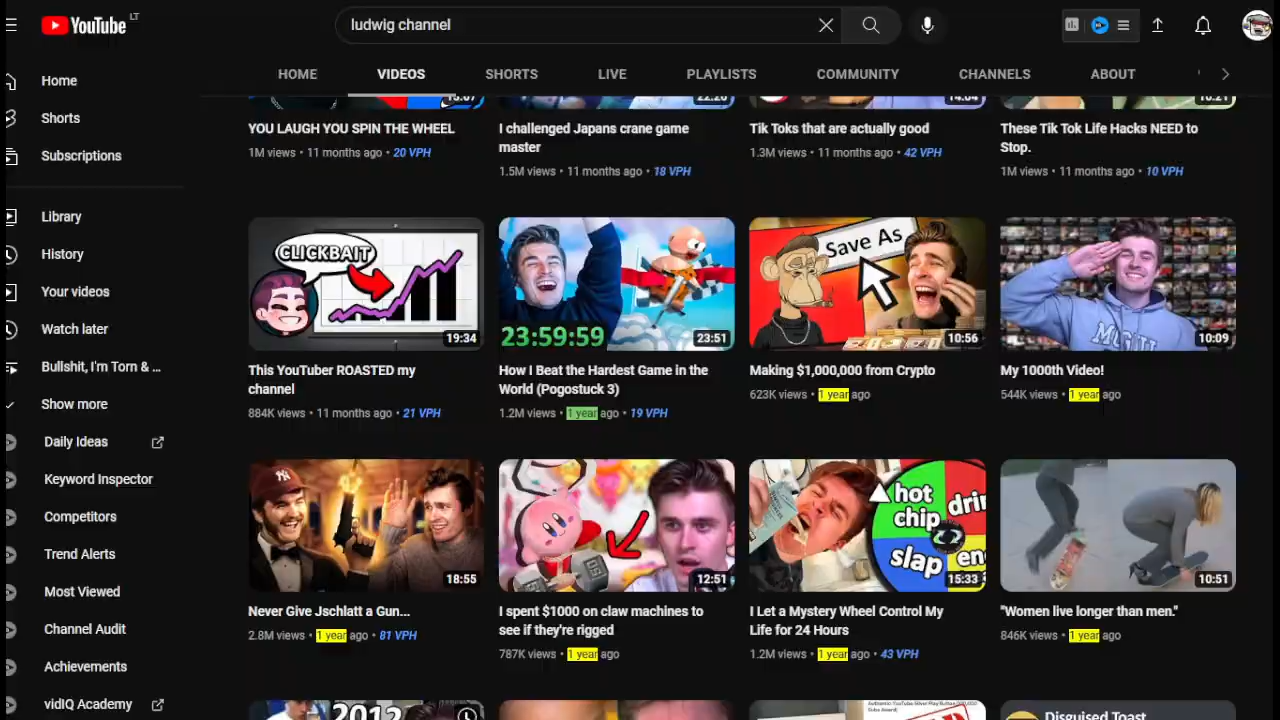 YouTube LT
ludwig channel
HOME VIDEOS SHORTS LIVE PLAYLISTS COMMUNITY CHANNELS ABOUT
Home
Shorts
Subscriptions
Library
History
Your videos
Watch later
Bullshit, I'm Torn & ...
Show more
Daily Ideas
Keyword Inspector
Competitors
Trend Alerts
Most Viewed
Channel Audit
Achievements
vidIQ Academy
YOU LAUGH YOU SPIN THE WHEEL
1M views • 11 months ago • 20 VPH
I challenged Japans crane game
master
1.5M views • 11 months ago • 18 VPH
Tik Toks that are actually good
1.3M views • 11 months ago • 42 VPH
These Tik Tok Life Hacks NEED to
Stop.
1M views • 11 months ago • 10 VPH
CLICKBAIT
19:34
This YouTuber ROASTED my
channel
884K views • 11 months ago • 21 VPH
23:59:59
23:51
How I Beat the Hardest Game in the
World (Pogostuck 3)
1.2M views • 1 year ago • 19 VPH
Save As
10:56
Making $1,000,000 from Crypto
623K views • 1 year ago
10:09
My 1000th Video!
544K views • 1 year ago
18:55
Never Give Jschlatt a Gun...
2.8M views • 1 year ago • 81 VPH
50
12:51
I spent $1000 on claw machines to
see if they're rigged
787K views • 1 year ago
hot
chip
drin
slap
en
15:33
I Let a Mystery Wheel Control My
Life for 24 Hours
1.2M views • 1 year ago • 43 VPH
10:51
"Women live longer than men."
846K views • 1 year ago
2012
Disguised Toast